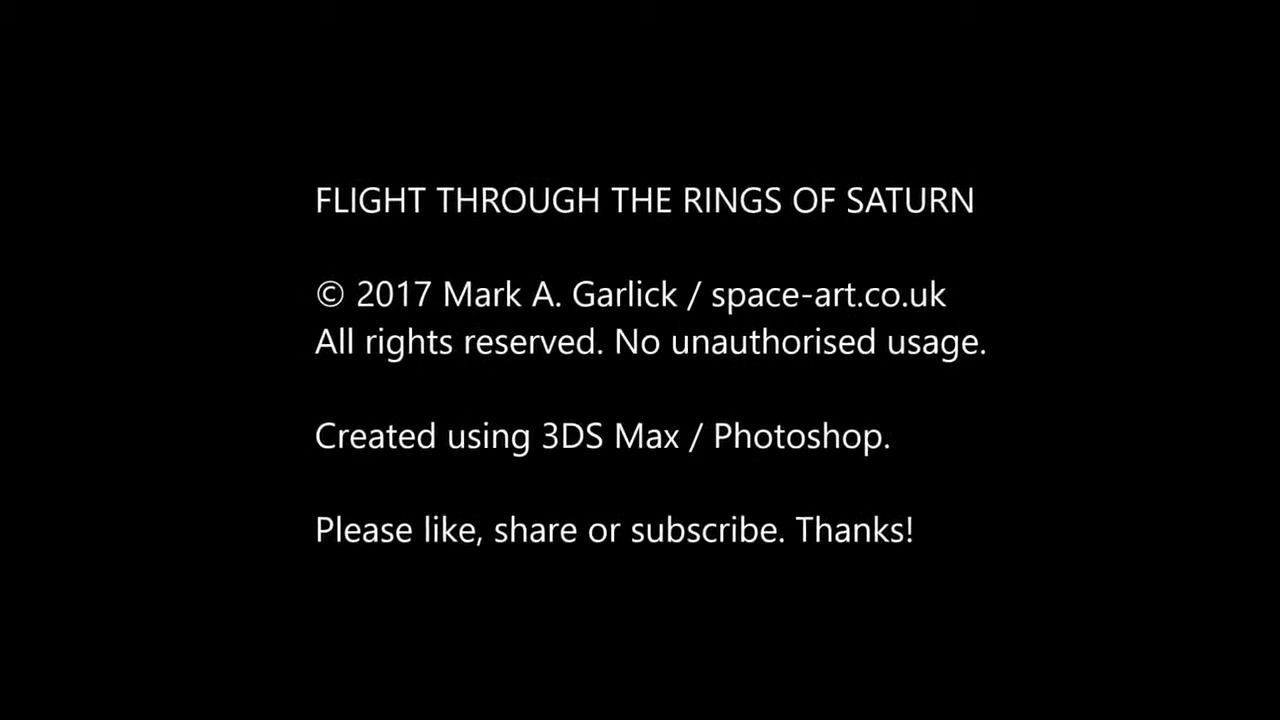 FLIGHT THROUGH THE RINGS OF SATURN
© 2017 Mark A. Garlick / space-art.co.uk
All rights reserved. No unauthorised usage.
Created using 3DS Max / Photoshop.
Please like, share or subscribe. Thanks!